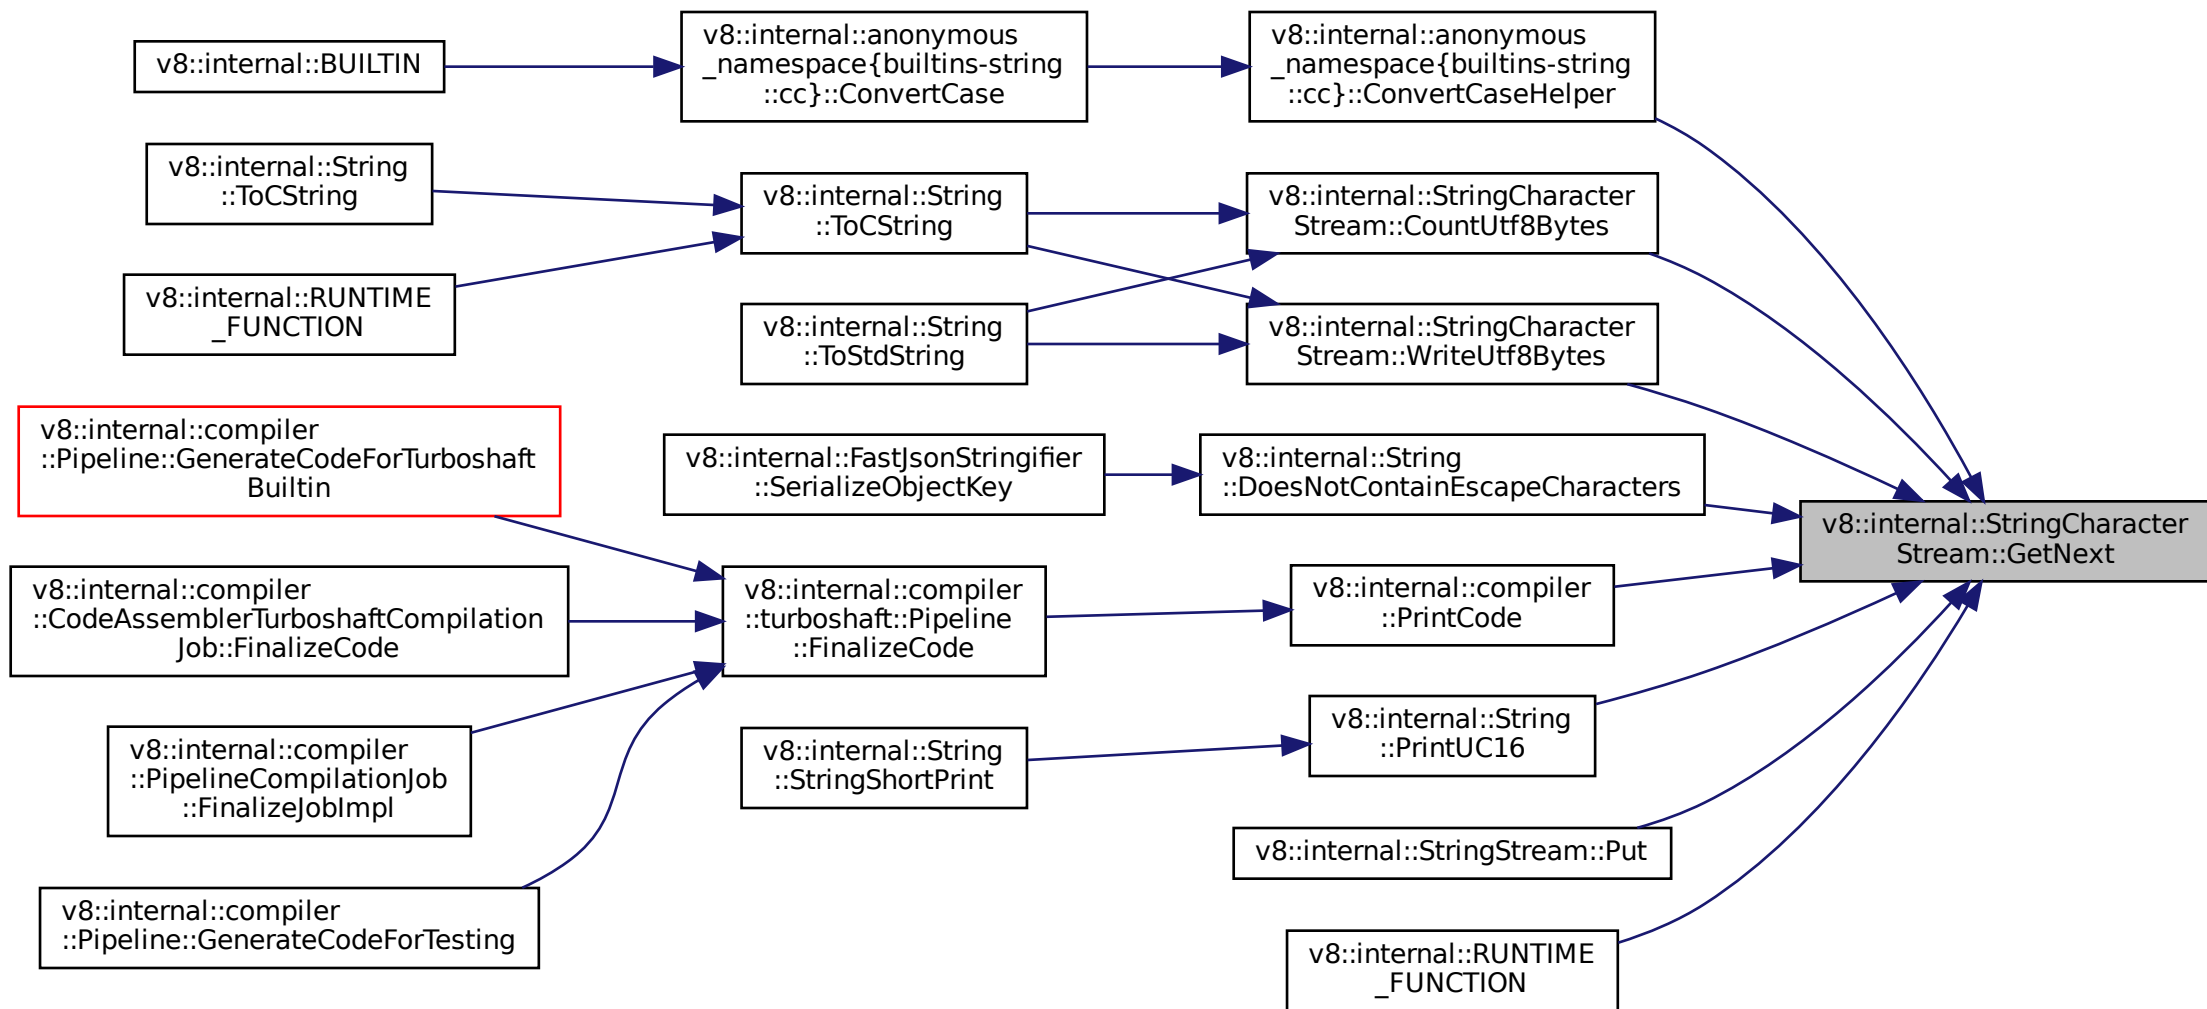 v8::internal::BUILTIN
v8::internal::anonymous
_namespace{builtins-string
::cc}::ConvertCase
v8::internal::anonymous
_namespace{builtins-string
::cc}::ConvertCaseHelper
v8::internal::String
::ToCString
v8::internal::String
::ToCString
v8::internal::StringCharacter
Stream::CountUtf8Bytes
v8::internal::RUNTIME
_FUNCTION
v8::internal::String
::ToStdString
v8::internal::StringCharacter
Stream::WriteUtf8Bytes
v8::internal::compiler
::Pipeline::GenerateCodeForTurboshaft
Builtin
v8::internal::FastJsonStringifier
::SerializeObjectKey
v8::internal::String
::DoesNotContainEscapeCharacters
v8::internal::StringCharacter
Stream::GetNext
v8::internal::compiler
::CodeAssemblerTurboshaftCompilation
Job::FinalizeCode
v8::internal::compiler
::turboshaft::Pipeline
::FinalizeCode
v8::internal::compiler
::PrintCode
v8::internal::compiler
::PipelineCompilationJob
::FinalizeJobImpl
v8::internal::String
::StringShortPrint
v8::internal::String
::PrintUC16
v8::internal::StringStream::Put
v8::internal::compiler
::Pipeline::GenerateCodeForTesting
v8::internal::RUNTIME
_FUNCTION